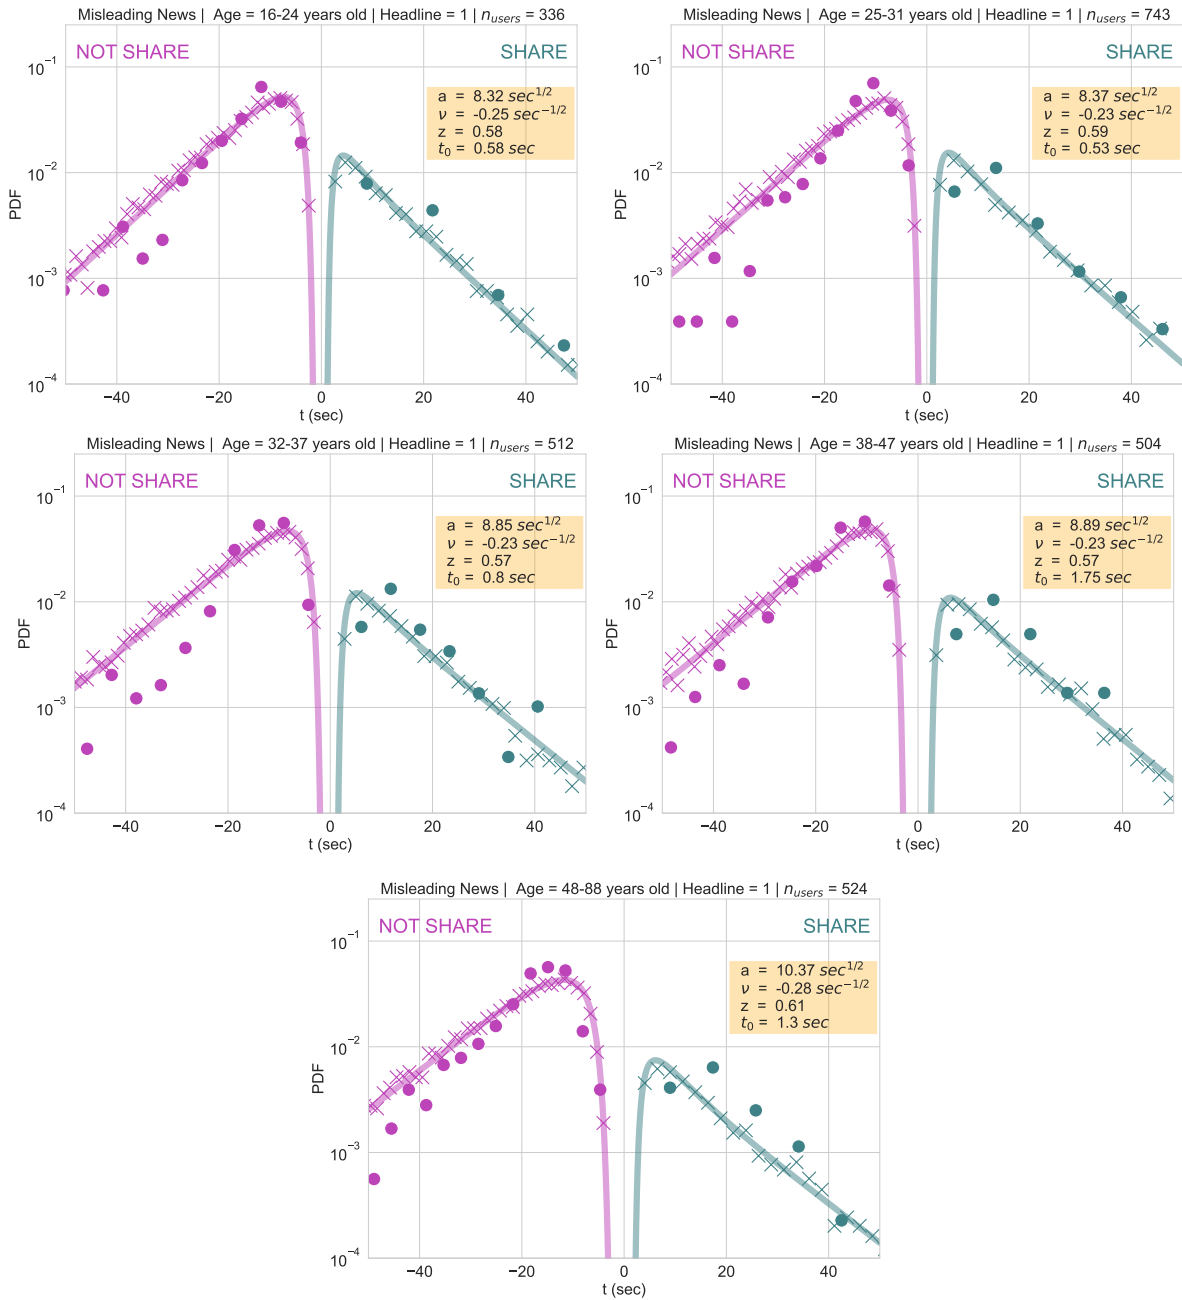 Misleading News | Age = 16-24 years old | Headline = 1 | n_users = 336
NOT SHARE
SHARE
a = 8.32 sec^1/2
ν = -0.25 sec^−1/2
z = 0.58
t_0 = 0.58 sec
PDF
10^−1
10^−2
10^−3
10^−4
−40
−20
0
20
40
t (sec)
Misleading News | Age = 25-31 years old | Headline = 1 | n_users = 743
NOT SHARE
SHARE
a = 8.37 sec^1/2
ν = -0.23 sec^−1/2
z = 0.59
t_0 = 0.53 sec
PDF
10^−1
10^−2
10^−3
10^−4
−40
−20
0
20
40
t (sec)
Misleading News | Age = 32-37 years old | Headline = 1 | n_users = 512
NOT SHARE
SHARE
a = 8.85 sec^1/2
ν = -0.23 sec^−1/2
z = 0.57
t_0 = 0.8 sec
PDF
10^−1
10^−2
10^−3
10^−4
−40
−20
0
20
40
t (sec)
Misleading News | Age = 38-47 years old | Headline = 1 | n_users = 504
NOT SHARE
SHARE
a = 8.89 sec^1/2
ν = -0.23 sec^−1/2
z = 0.57
t_0 = 1.75 sec
PDF
10^−1
10^−2
10^−3
10^−4
−40
−20
0
20
40
t (sec)
Misleading News | Age = 48-88 years old | Headline = 1 | n_users = 524
NOT SHARE
SHARE
a = 10.37 sec^1/2
ν = -0.28 sec^−1/2
z = 0.61
t_0 = 1.3 sec
PDF
10^−1
10^−2
10^−3
10^−4
−40
−20
0
20
40
t (sec)